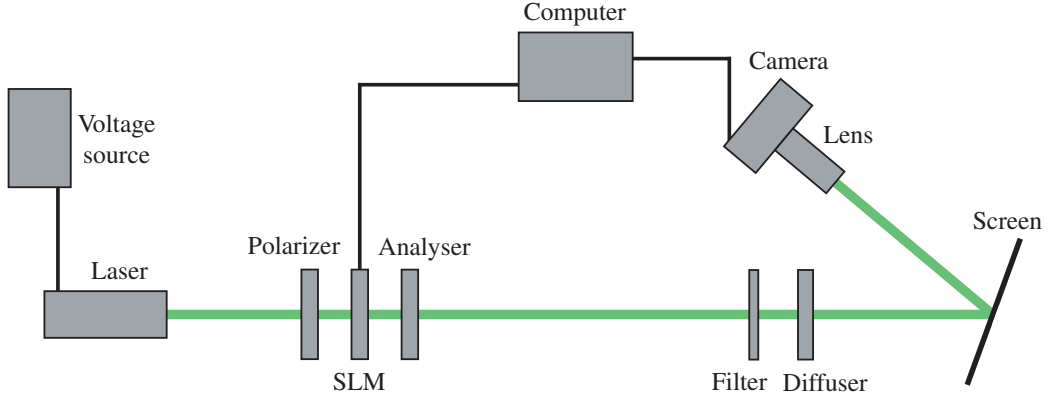 Computer
Camera
Voltage
source
Lens
Screen
Polarizer
Analyser
Laser
SLM
Filter
Diffuser